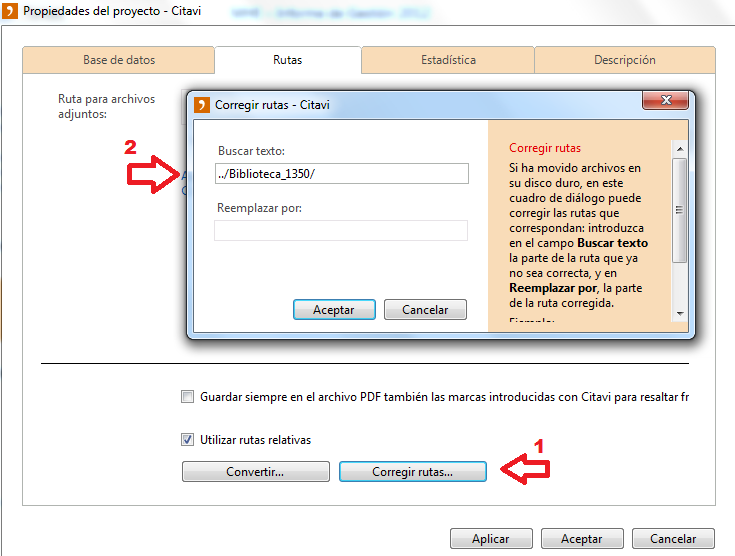 Propiedades del proyecto - Citavi
Base de datos
Rutas
Estadística
Descripción
Ruta para archivos
adjuntos:
Corregir rutas - Citavi
2
Buscar texto:
../Biblioteca_1350/
Reemplazar por:
Aceptar
Cancelar
Corregir rutas
Si ha movido archivos en
su disco duro, en este
cuadro de diálogo puede
corregir las rutas que
correspondan: introduzca
en el campo Buscar texto
la parte de la ruta que ya
no sea correcta, y en
Reemplazar por, la parte
de la ruta corregida.
Ejemplo:
Guardar siempre en el archivo PDF también las marcas introducidas con Citavi para resaltar fr
Utilizar rutas relativas
1
Convertir...
Corregir rutas...
Aplicar
Aceptar
Cancelar